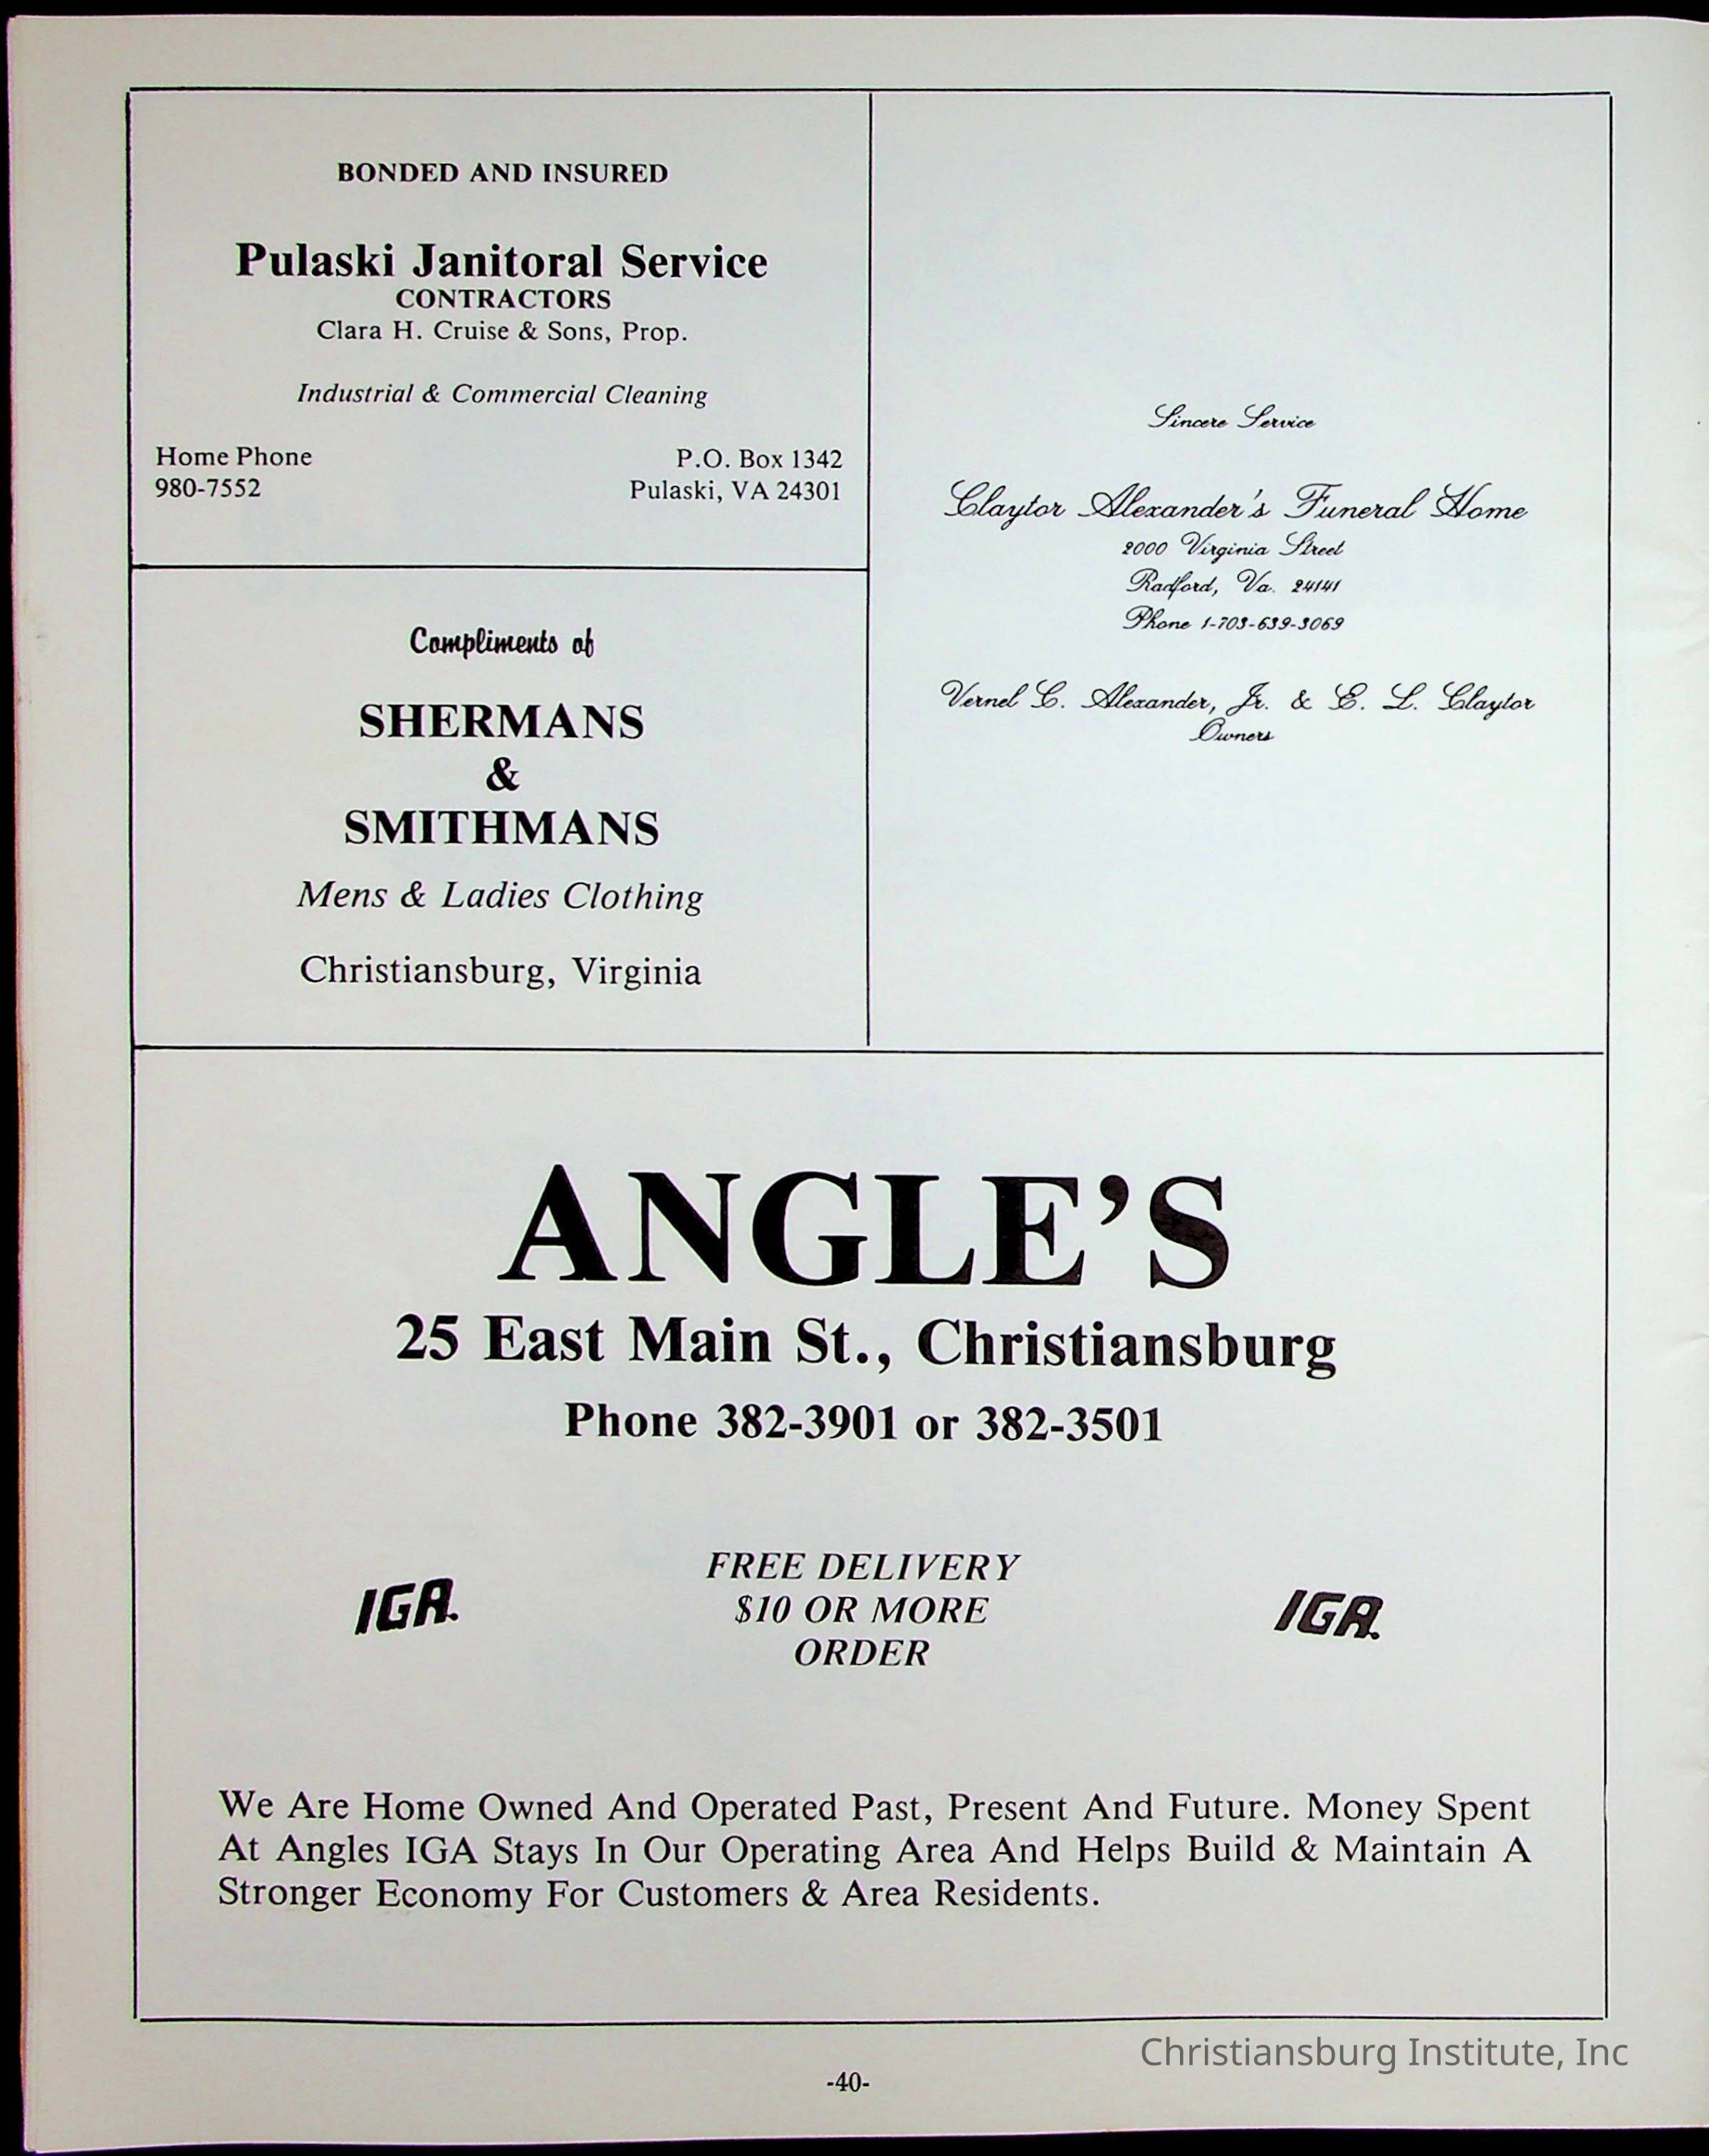 BONDED AND INSURED
Pulaski Janitoral Service
CONTRACTORS
Clara H. Cruise & Sons, Prop.
Industrial & Commercial Cleaning
Home Phone
980-7552
P.O. Box 1342
Pulaski, VA 24301
Compliments of
SHERMANS
&
SMITHMANS
Mens & Ladies Clothing
Christiansburg, Virginia
Sincere Service
Claytor Alexander's Funeral Home
2000 Virginia Street
Radford, Va. 24141
Phone 1-703-639-3069
Vernel C. Alexander, Jr. & E. L. Claytor
Owners
ANGLE'S
25 East Main St., Christiansburg
Phone 382-3901 or 382-3501
IGA.
FREE DELIVERY
$10 OR MORE
ORDER
IGA.
We Are Home Owned And Operated Past, Present And Future. Money Spent
At Angles IGA Stays In Our Operating Area And Helps Build & Maintain A
Stronger Economy For Customers & Area Residents.
Christiansburg Institute, Inc
-40-